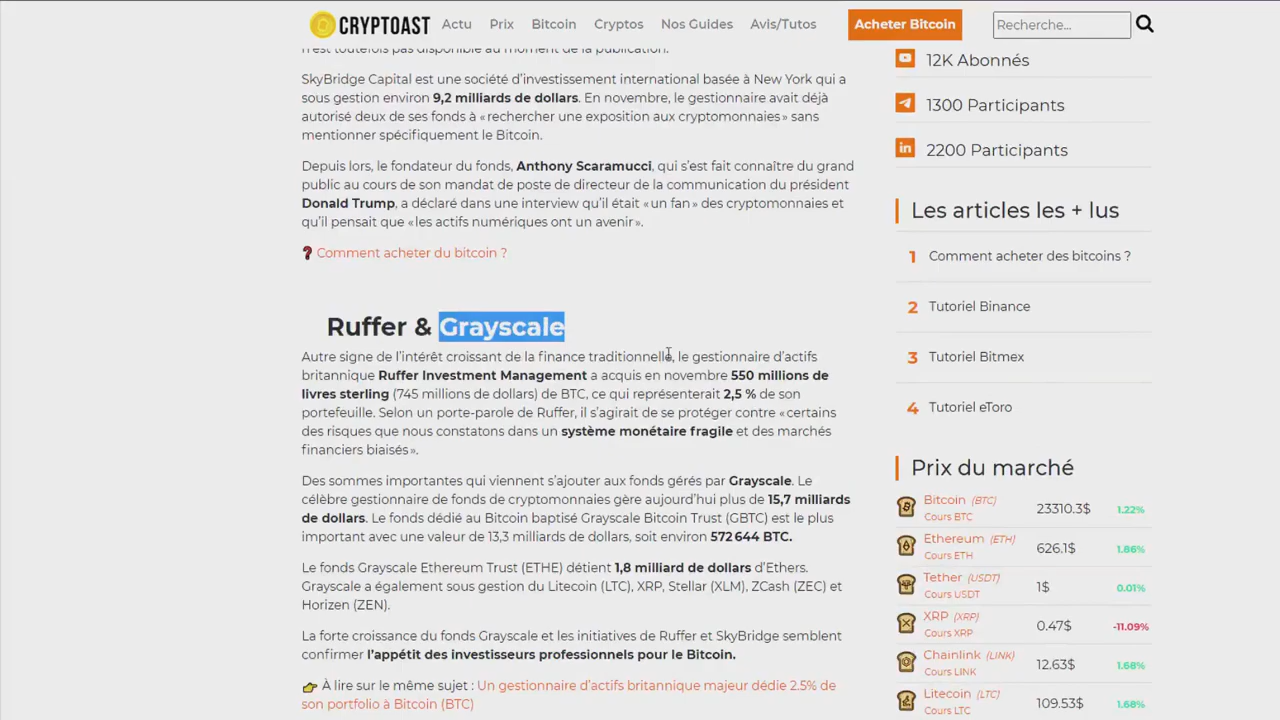 CRYPTOAST Actu Prix Bitcoin Cryptos Nos Guides Avis/Tutos Acheter Bitcoin Recherche...
n'est toutefois pas disponible au moment de la publication.
SkyBridge Capital est une société d'investissement international basée à New York qui a
sous gestion environ 9,2 milliards de dollars. En novembre, le gestionnaire avait déjà
autorisé deux de ses fonds à « rechercher une exposition aux cryptomonnaies » sans
mentionner spécifiquement le Bitcoin.
Depuis lors, le fondateur du fonds, Anthony Scaramucci, qui s'est fait connaître du grand
public au cours de son mandat de poste de directeur de la communication du président
Donald Trump, a déclaré dans une interview qu'il était « un fan » des cryptomonnaies et
qu'il pensait que « les actifs numériques ont un avenir ».
❓ Comment acheter du bitcoin ?
Ruffer & Grayscale
Autre signe de l'intérêt croissant de la finance traditionnelle, le gestionnaire d'actifs
britannique Ruffer Investment Management a acquis en novembre 550 millions de
livres sterling (745 millions de dollars) de BTC, ce qui représenterait 2,5 % de son
portefeuille. Selon un porte-parole de Ruffer, il s'agirait de se protéger contre « certains
des risques que nous constatons dans un système monétaire fragile et des marchés
financiers biaisés ».
Des sommes importantes qui viennent s'ajouter aux fonds gérés par Grayscale. Le
célèbre gestionnaire de fonds de cryptomonnaies gère aujourd'hui plus de 15,7 milliards
de dollars. Le fonds dédié au Bitcoin baptisé Grayscale Bitcoin Trust (GBTC) est le plus
important avec une valeur de 13,3 milliards de dollars, soit environ 572 644 BTC.
Le fonds Grayscale Ethereum Trust (ETHE) détient 1,8 milliard de dollars d'Ethers.
Grayscale a également sous gestion du Litecoin (LTC), XRP, Stellar (XLM), ZCash (ZEC) et
Horizen (ZEN).
La forte croissance du fonds Grayscale et les initiatives de Ruffer et SkyBridge semblent
confirmer l'appétit des investisseurs professionnels pour le Bitcoin.
👉 À lire sur le même sujet : Un gestionnaire d'actifs britannique majeur dédie 2.5% de
son portfolio à Bitcoin (BTC)
12K Abonnés
1300 Participants
in 2200 Participants
Les articles les + lus
1 Comment acheter des bitcoins ?
2 Tutoriel Binance
3 Tutoriel Bitmex
4 Tutoriel eToro
Prix du marché
Bitcoin (BTC) 23310.3$ 1.22%
Cours BTC
Ethereum (ETH) 626.1$ 1.86%
Cours ETH
Tether (USDT) 1$ 0.01%
Cours USDT
XRP (XRP) 0.47$ -11.09%
Cours XRP
Chainlink (LINK) 12.63$ 1.68%
Cours LINK
Litecoin (LTC) 109.53$ 1.68%
Cours LTC